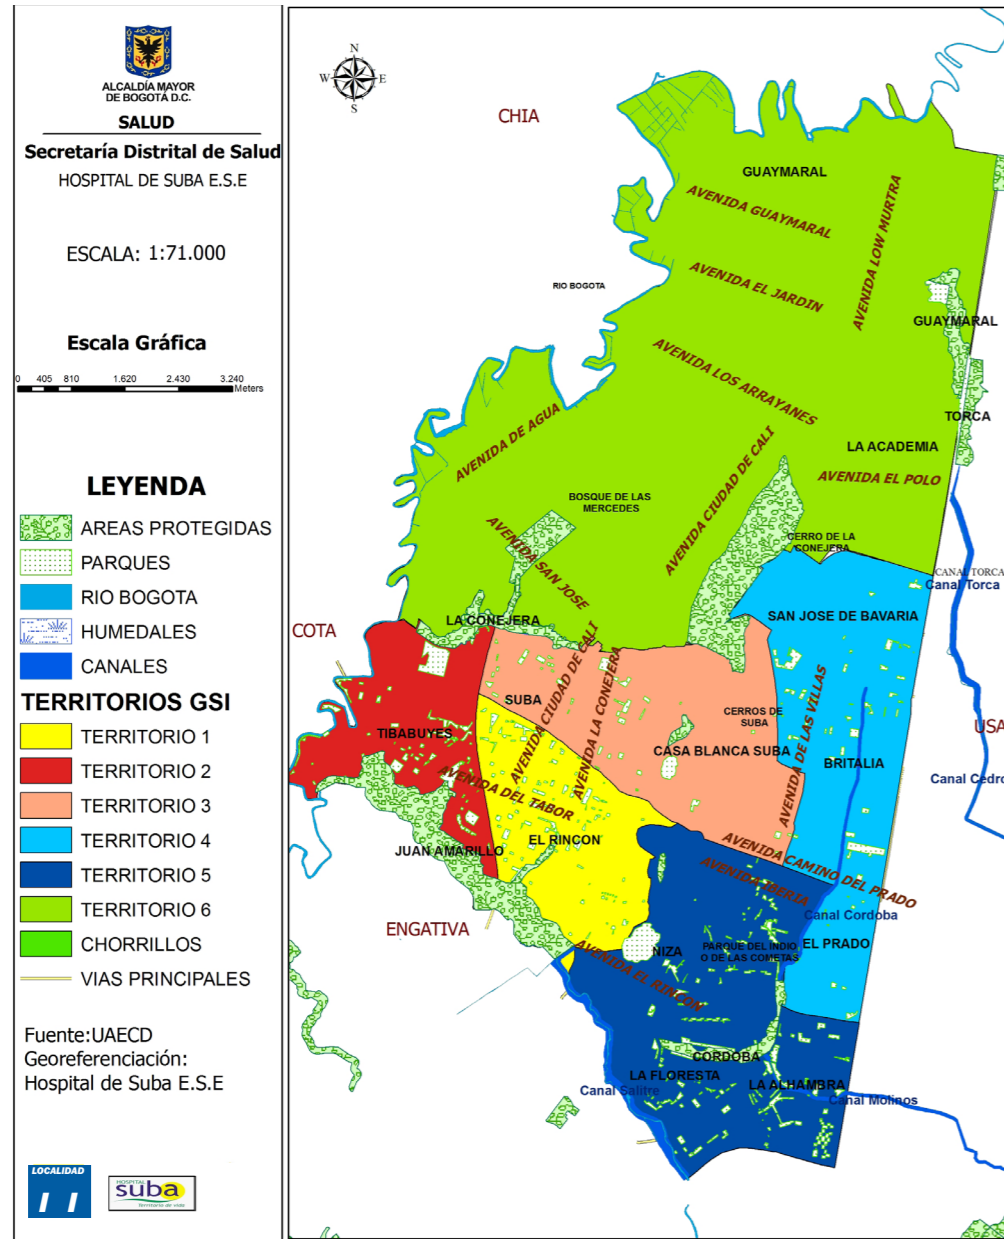 ALCALDÍA MAYOR
DE BOGOTÁ D.C.
SALUD
Secretaría Distrital de Salud
HOSPITAL DE SUBA E.S.E
ESCALA: 1:71.000
Escala Gráfica
0 405 810 1.620 2.430 3.240
Meters
LEYENDA
AREAS PROTEGIDAS
PARQUES
RIO BOGOTA
HUMEDALES
CANALES
TERRITORIOS GSI
TERRITORIO 1
TERRITORIO 2
TERRITORIO 3
TERRITORIO 4
TERRITORIO 5
TERRITORIO 6
CHORRILLOS
VIAS PRINCIPALES
Fuente:UAECD
Georeferenciación:
Hospital de Suba E.S.E
LOCALIDAD
11
HOSPITAL
suba
Territorio de vida
N
W E
S
CHIA
GUAYMARAL
AVENIDA GUAYMARAL
AVENIDA LOW MURTRA
AVENIDA EL JARDIN
RIO BOGOTA
GUAYMARAL
AVENIDA LOS ARRAYANES
TORCA
AVENIDA DE AGUA
AVENIDA CIUDAD DE CALI
LA ACADEMIA
AVENIDA EL POLO
BOSQUE DE LAS
MERCEDES
AVENIDA SAN JOSE
CERRO DE LA
CONEJERA
CANAL TORCA
Canal Torca
COTA
LA CONEJERA
SAN JOSE DE BAVARIA
AVENIDA CIUDAD DE CALI
AVENIDA LA CONEJERA
SUBA
CERROS DE
SUBA
AVENIDA DE LAS VILLAS
USA
TIBABUYES
CASA BLANCA SUBA
BRITALIA
Canal Cedro
AVENIDA DEL TABOR
EL RINCON
JUAN AMARILLO
AVENIDA CAMINO DEL PRADO
AVENIDA IBERIA
Canal Cordoba
ENGATIVA
NIZA
PARQUE DEL INDIO
O DE LAS COMETAS
EL PRADO
AVENIDA EL RINCON
CORDOBA
LA FLORESTA
LA ALHAMBRA
Canal Salitre
Canal Molinos